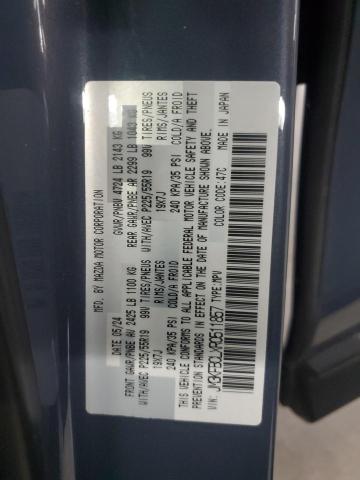 MFD. BY MAZDA MOTOR CORPORATION
DATE 05/24 GVWR/PNBV 4724 LB 2143 KG
FRONT GAWR/PNBE AV 2425 LB 1100 KG REAR GAWR/PNBE AR 2299 LB 1043 KG
WITH/AVEC P225/55R19 99V TIRES/PNEUS WITH/AVEC P225/55R19 99V TIRES/PNEUS
19X7J RIMS/JANTES 19X7J RIMS/JANTES
240 KPA/35 PSI COLD/A FROID 240 KPA/35 PSI COLD/A FROID
THIS VEHICLE CONFORMS TO ALL APPLICABLE FEDERAL MOTOR VEHICLE SAFETY AND THEFT
PREVENTION STANDARDS IN EFFECT ON THE DATE OF MANUFACTURE SHOWN ABOVE.
VIN: TYPE:MPV COLOR CODE:47C MADE IN JAPAN